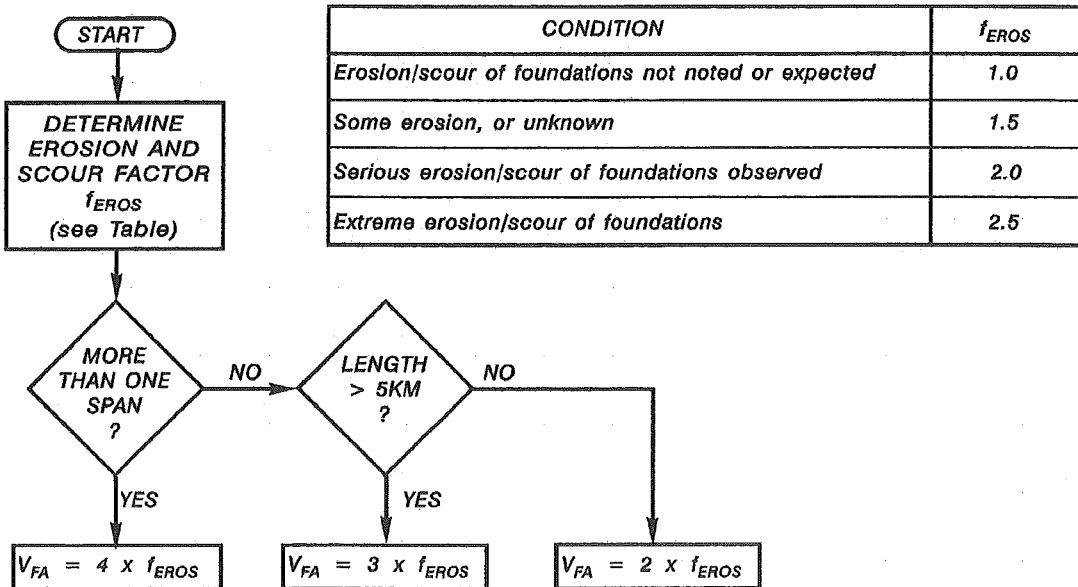 START
DETERMINE
EROSION AND
SCOUR FACTOR
fEROS
(see Table)
CONDITION fEROS
Erosion/scour of foundations not noted or expected 1.0
Some erosion, or unknown 1.5
Serious erosion/scour of foundations observed 2.0
Extreme erosion/scour of foundations 2.5
MORE
THAN ONE
SPAN
?
NO
YES
LENGTH
> 5KM
?
NO
YES
VFA = 4 x fEROS
VFA = 3 x fEROS
VFA = 2 x fEROS